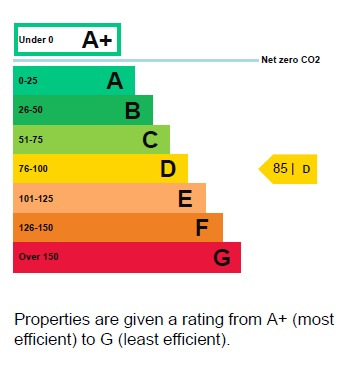 Under 0 A+
Net zero CO2
0-25 A
26-50 B
51-75 C
76-100 D
85 | D
101-125 E
126-150 F
Over 150 G
Properties are given a rating from A+ (most
efficient) to G (least efficient).